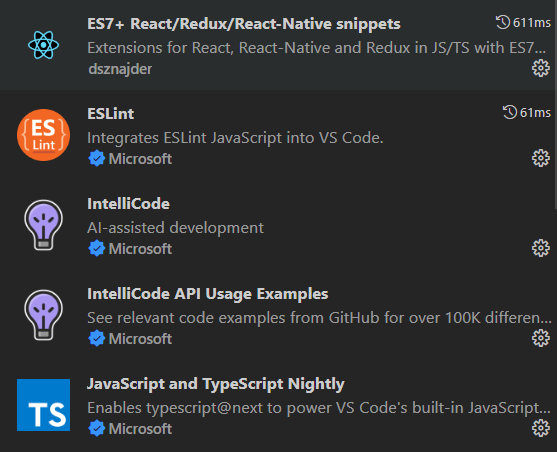 ES7+ React/Redux/React-Native snippets 611ms
Extensions for React, React-Native and Redux in JS/TS with ES7...
dsznajder
ES
Lint
ESLint 61ms
Integrates ESLint JavaScript into VS Code.
Microsoft
IntelliCode
AI-assisted development
Microsoft
IntelliCode API Usage Examples
See relevant code examples from GitHub for over 100K differen...
Microsoft
TS
JavaScript and TypeScript Nightly
Enables typescript@next to power VS Code's built-in JavaScript...
Microsoft